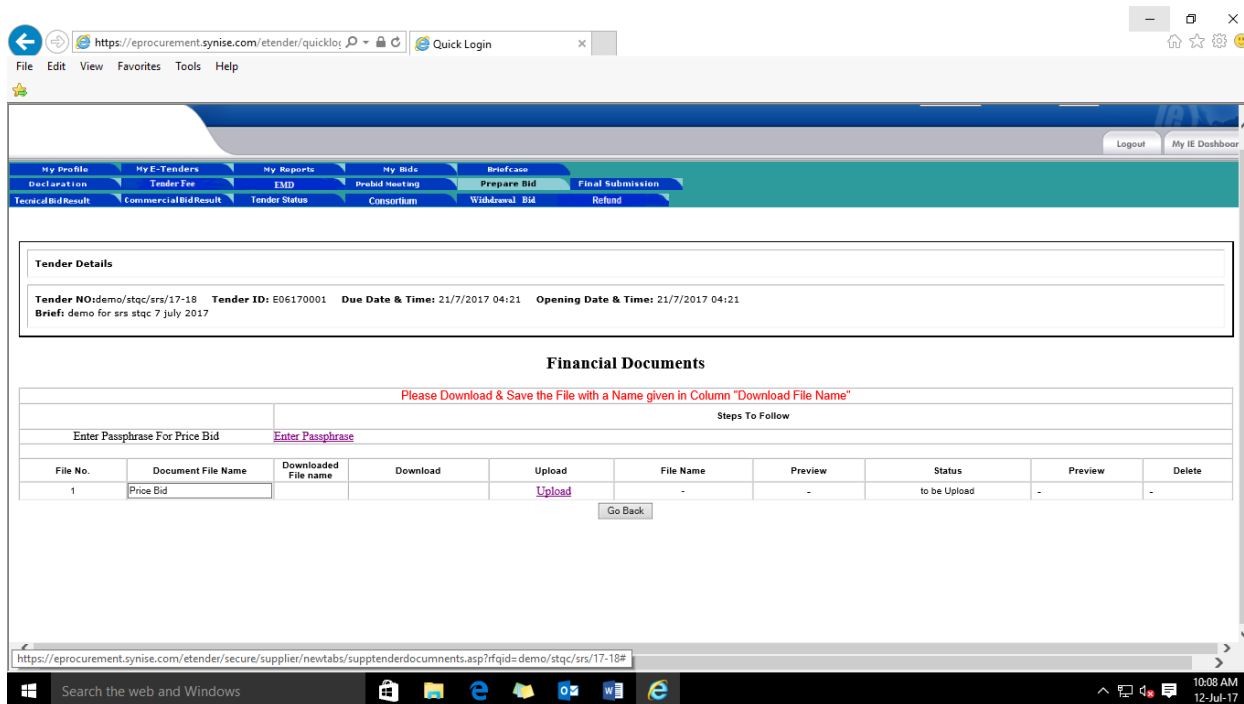 https://eprocurement.synise.com/etender/quicklog
Quick Login
File Edit View Favorites Tools Help
Logout My IE Dashboar
My Profile My E-Tenders My Reports My Bids Briefcase
Declaration Tender Fee EMD Prebid Meeting Prepare Bid Final Submission
Tecnical Bid Result Commercial Bid Result Tender Status Consortium Withdrawal Bid Refund
Tender Details
Tender NO:demo/stqc/srs/17-18 Tender ID: E06170001 Due Date & Time: 21/7/2017 04:21 Opening Date & Time: 21/7/2017 04:21
Brief: demo for srs stqc 7 july 2017
Financial Documents
Please Download & Save the File with a Name given in Column "Download File Name"
Steps To Follow
Enter Passphrase For Price Bid Enter Passphrase
File No. Document File Name Downloaded File name Download Upload File Name Preview Status Preview Delete
1 Price Bid Upload - - to be Upload - -
Go Back
https://eprocurement.synise.com/etender/secure/supplier/newtabs/supptenderdocumnents.asp?rfqid=demo/stqc/srs/17-18#
Search the web and Windows
10:08 AM
12-Jul-17